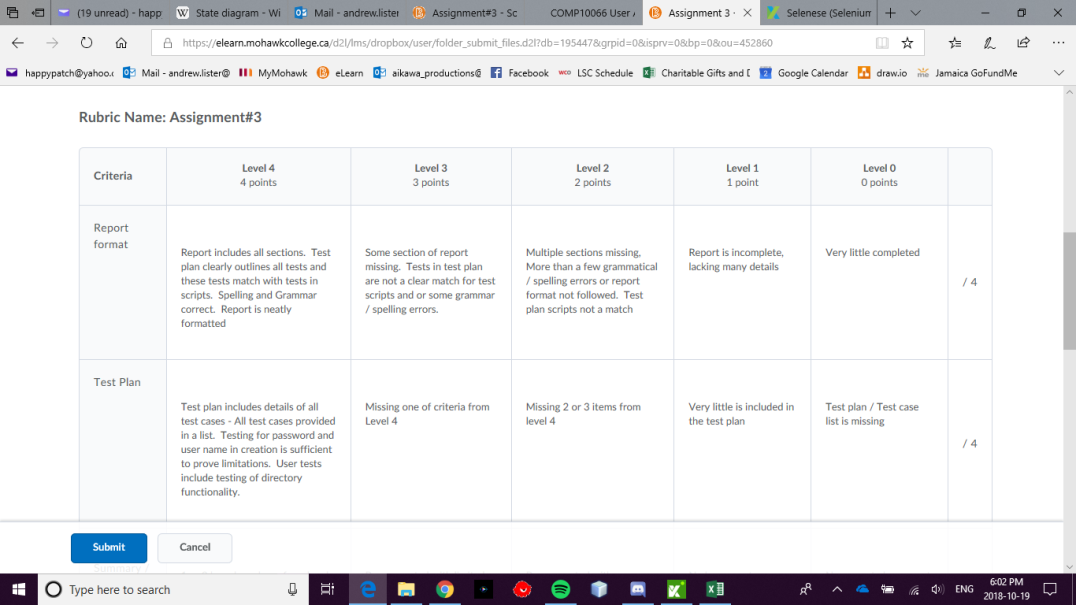 (19 unread) - happ
State diagram - Wi
Mail - andrew.lister
Assignment#3 - Sc
COMP10066 User A
Assignment 3 -
Selenese (Selenium
https://elearn.mohawkcollege.ca/d2l/lms/dropbox/user/folder_submit_files.d2l?db=195447&grpid=0&isprv=0&bp=0&ou=452860
happypatch@yahoo.c
Mail - andrew.lister@
MyMohawk
eLearn
aikawa_productions@
Facebook
wco LSC Schedule
Charitable Gifts and D
Google Calendar
draw.io
me Jamaica GoFundMe
Rubric Name: Assignment#3
Criteria
Level 4
4 points
Level 3
3 points
Level 2
2 points
Level 1
1 point
Level 0
0 points
Report
format
Report includes all sections. Test
plan clearly outlines all tests and
these tests match with tests in
scripts. Spelling and Grammar
correct. Report is neatly
formatted
Some section of report
missing. Tests in test plan
are not a clear match for test
scripts and or some grammar
/ spelling errors.
Multiple sections missing,
More than a few grammatical
/ spelling errors or report
format not followed. Test
plan scripts not a match
Report is incomplete,
lacking many details
Very little completed
/ 4
Test Plan
Test plan includes details of all
test cases - All test cases provided
in a list. Testing for password and
user name in creation is sufficient
to prove limitations. User tests
include testing of directory
functionality.
Missing one of criteria from
Level 4
Missing 2 or 3 items from
level 4
Very little is included in
the test plan
Test plan / Test case
list is missing
/ 4
Submit
Cancel
Summary
Type here to search
ENG
6:02 PM
2018-10-19